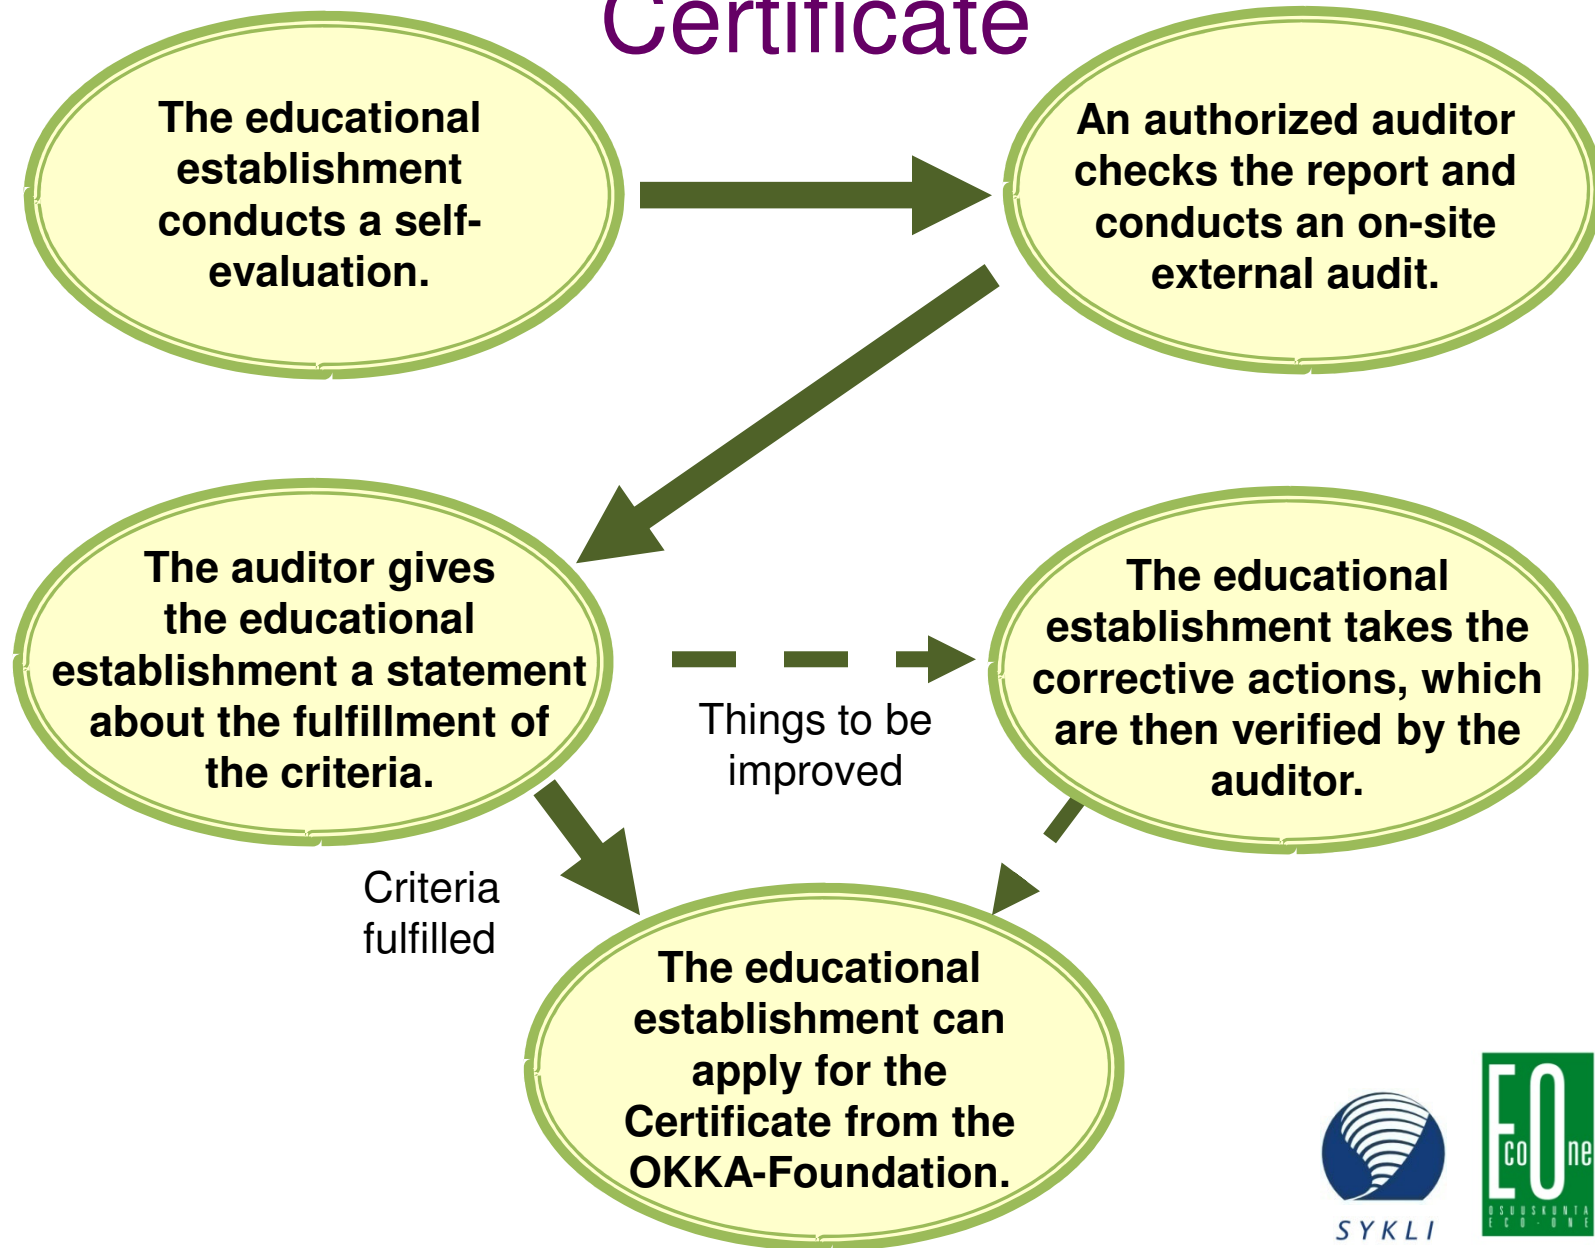 Certificate
The educational
establishment
conducts a self-
evaluation.
An authorized auditor
checks the report and
conducts an on-site
external audit.
The auditor gives
the educational
establishment a statement
about the fulfillment of
the criteria.
Things to be
improved
The educational
establishment takes the
corrective actions, which
are then verified by the
auditor.
Criteria
fulfilled
The educational
establishment can
apply for the
Certificate from the
OKKA-Foundation.
SYKLI
Eco One
OSUUSKUNTA
ECO-ONE